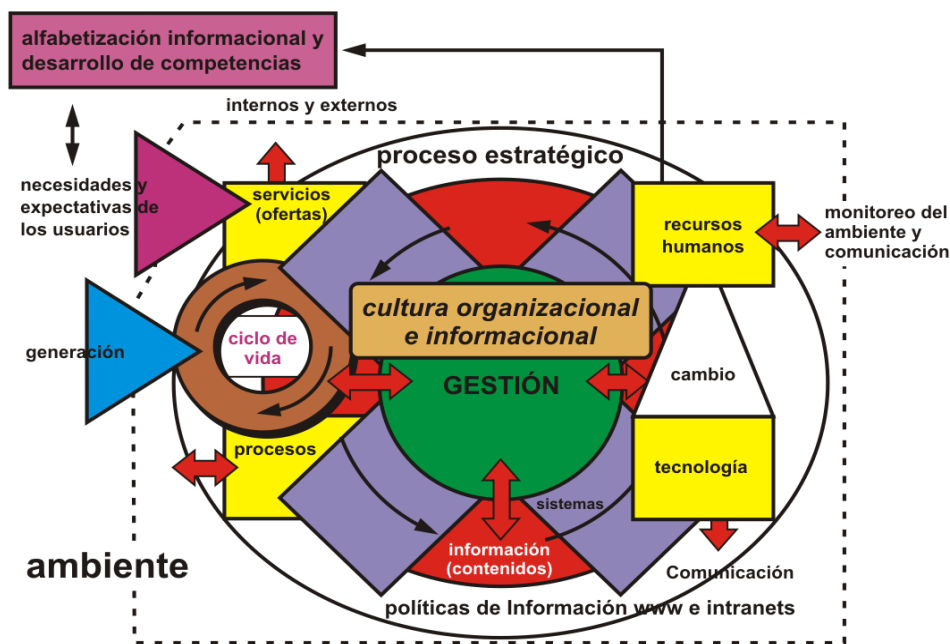 alfabetización informacional y
desarrollo de competencias
internos y externos
proceso estratégico
necesidades y
expectativas de
los usuarios
servicios
(ofertas)
recursos
humanos
monitoreo del
ambiente y
comunicación
cultura organizacional
e informacional
generación
ciclo de
vida
GESTIÓN
cambio
procesos
tecnología
sistemas
información
(contenidos)
ambiente
Comunicación
políticas de Información www e intranets